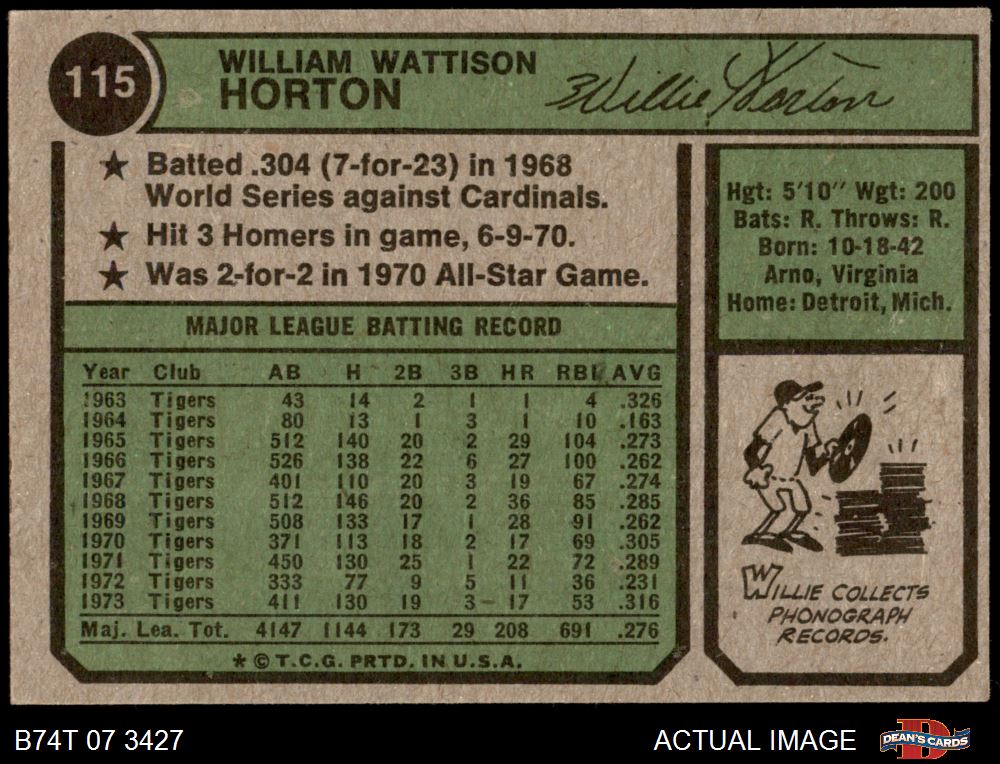 115
WILLIAM WATTISON
HORTON
Willie Horton
★ Batted .304 (7-for-23) in 1968
World Series against Cardinals.
★ Hit 3 Homers in game, 6-9-70.
★ Was 2-for-2 in 1970 All-Star Game.
Hgt: 5'10" Wgt: 200
Bats: R. Throws: R.
Born: 10-18-42
Arno, Virginia
Home: Detroit, Mich.
MAJOR LEAGUE BATTING RECORD
Year Club AB H 2B 3B HR RBI AVG
1963 Tigers 43 14 2 1 1 4 .326
1964 Tigers 80 13 1 3 1 10 .163
1965 Tigers 512 140 20 2 29 104 .273
1966 Tigers 526 138 22 6 27 100 .262
1967 Tigers 401 110 20 3 19 67 .274
1968 Tigers 512 146 20 2 36 85 .285
1969 Tigers 508 133 17 1 28 91 .262
1970 Tigers 371 113 18 2 17 69 .305
1971 Tigers 450 130 25 1 22 72 .289
1972 Tigers 333 77 9 5 11 36 .231
1973 Tigers 411 130 19 3 17 53 .316
Maj. Lea. Tot. 4147 1144 173 29 208 691 .276
* © T.C.G. PRTD. IN U.S.A.
WILLIE COLLECTS
PHONOGRAPH
RECORDS.
B74T 07 3427
ACTUAL IMAGE
D
DEAN'S CARDS